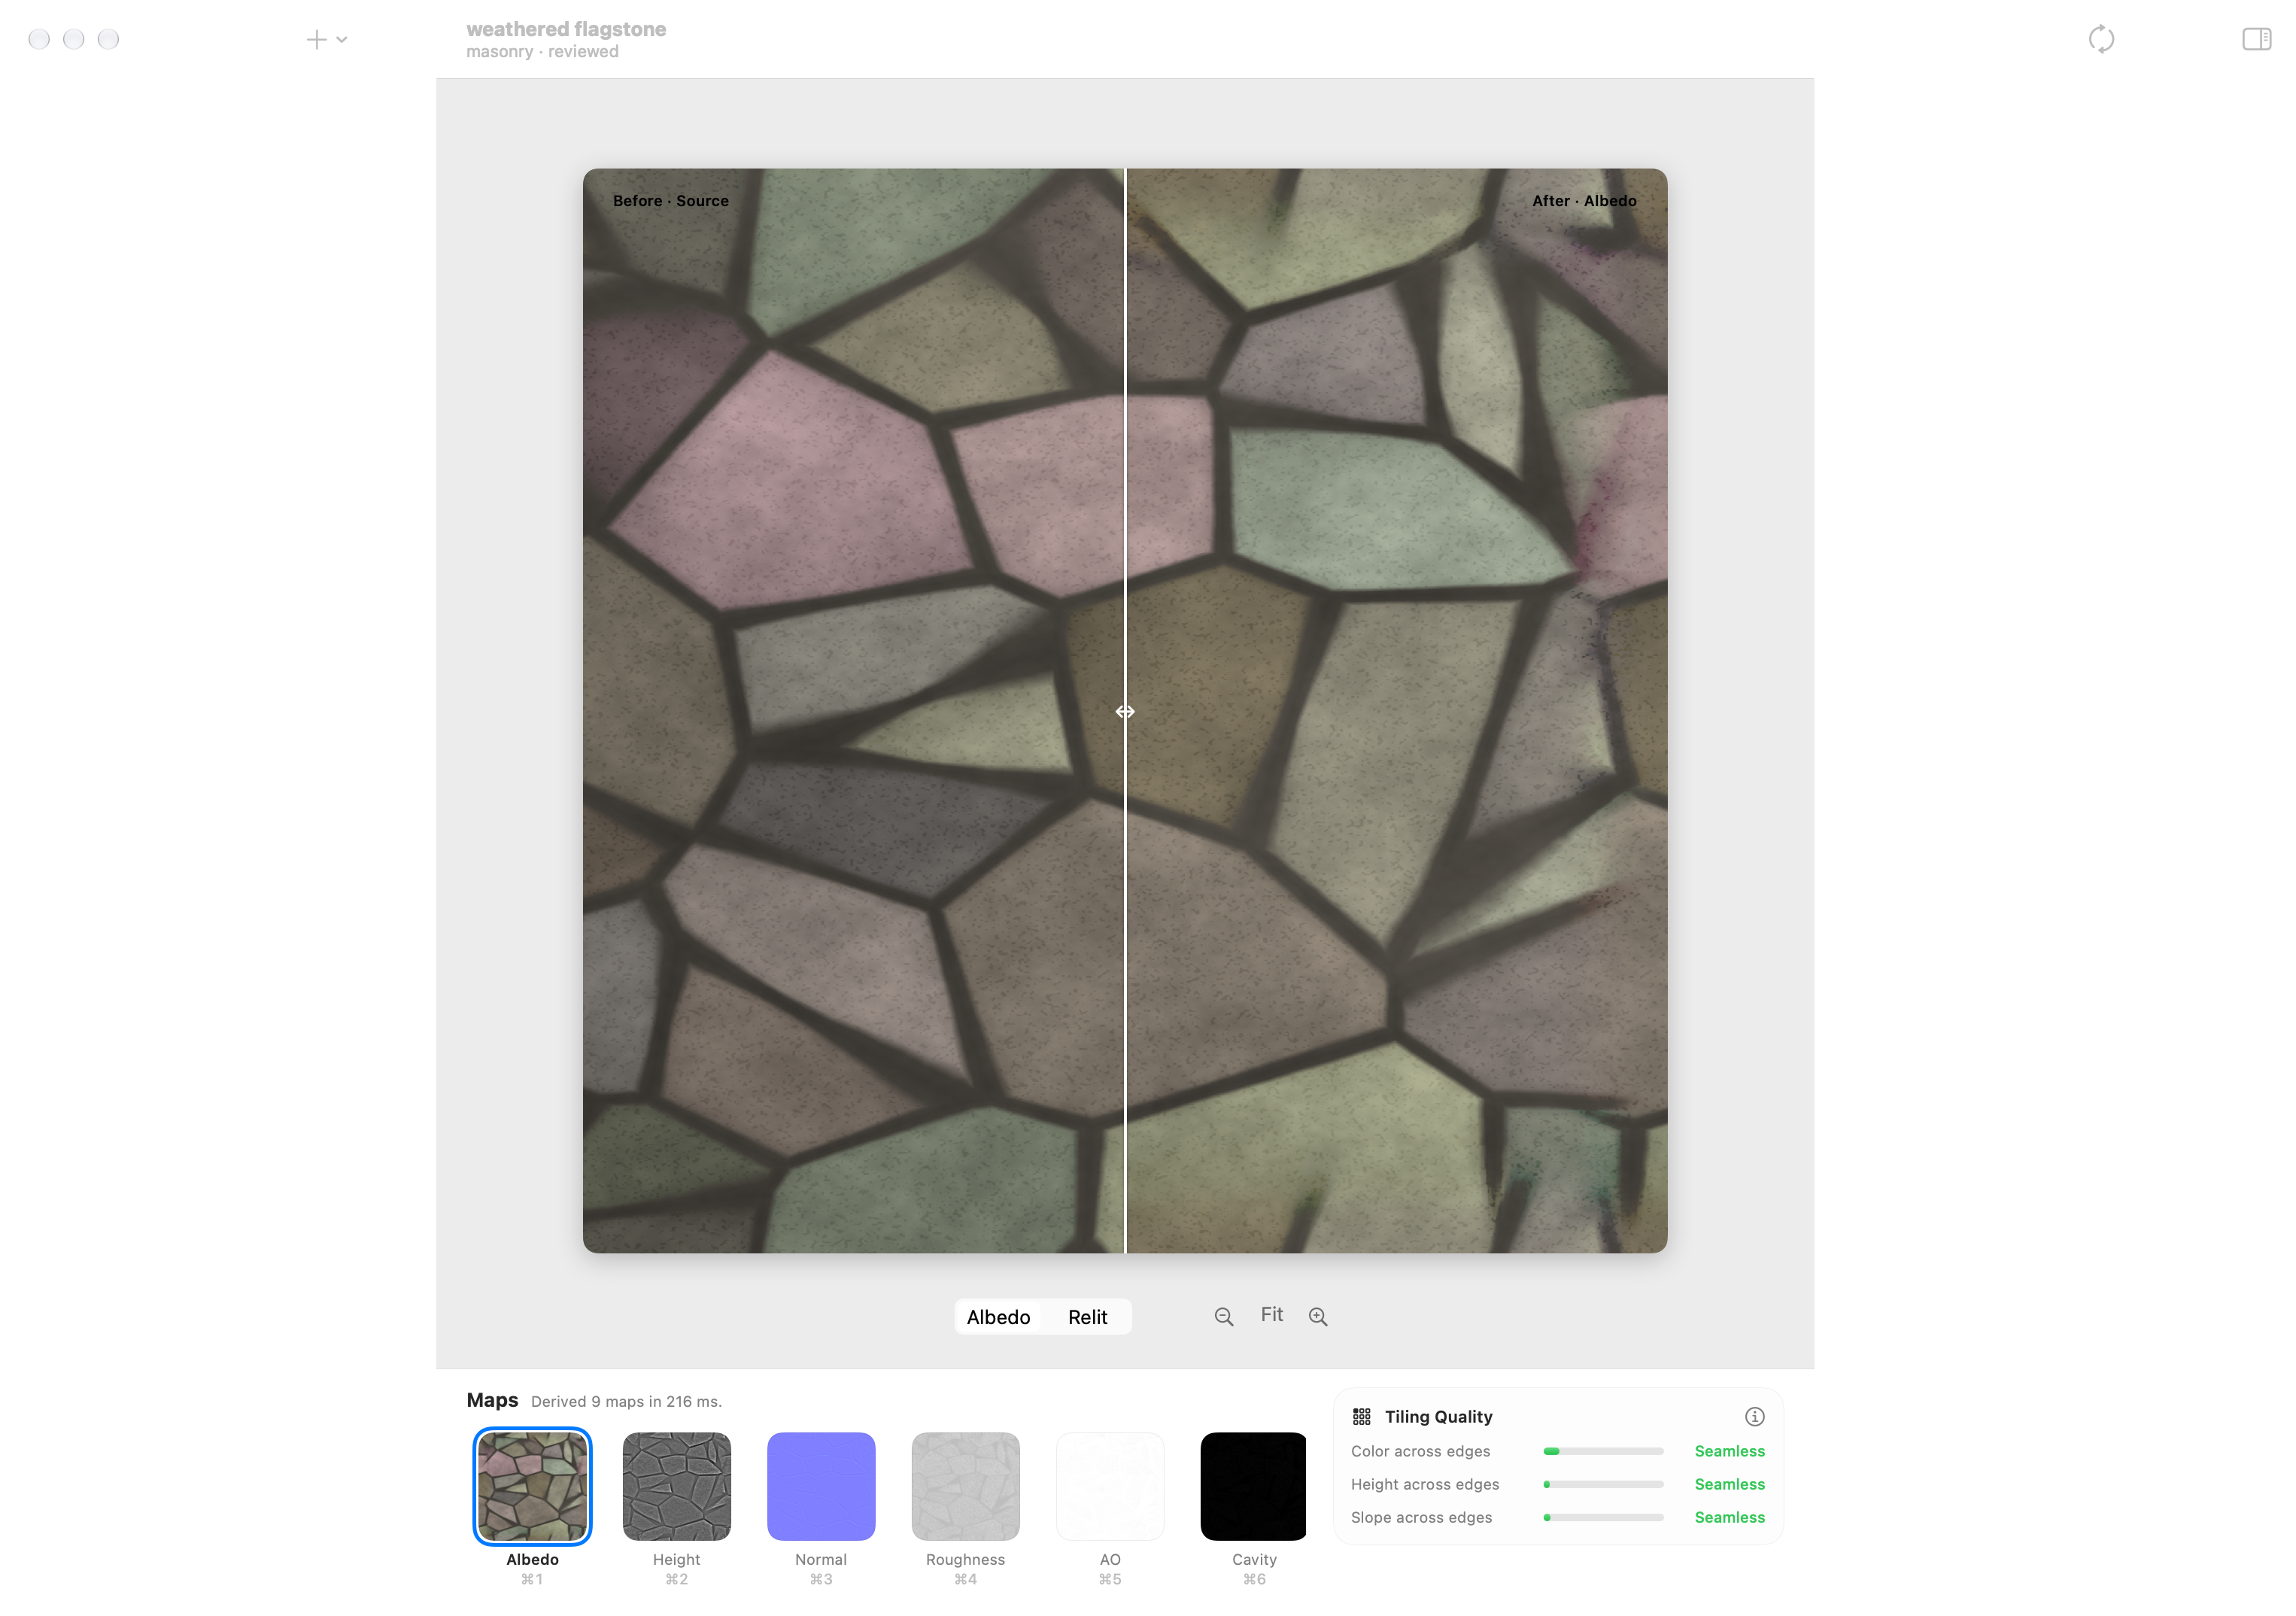 weathered flagstone
masonry · reviewed
Before · Source
After · Albedo
Albedo
Relit
Fit
Maps
Derived 9 maps in 216 ms.
Albedo
⌘1
Height
⌘2
Normal
⌘3
Roughness
⌘4
AO
⌘5
Cavity
⌘6
Tiling Quality
Color across edges
Seamless
Height across edges
Seamless
Slope across edges
Seamless